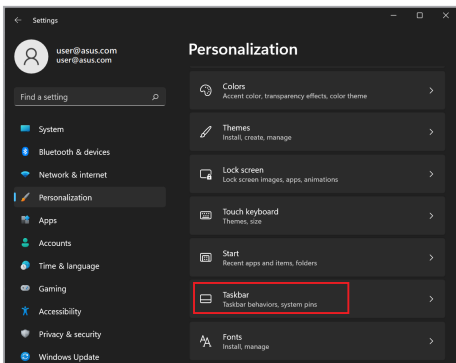 Settings
user@asus.com
user@asus.com
Find a setting
System
Bluetooth & devices
Network & internet
Personalization
Apps
Accounts
Time & language
Gaming
Accessibility
Privacy & security
Windows Update
Personalization
Colors
Accent color, transparency effects, color theme
Themes
Install, create, manage
Lock screen
Lock screen images, apps, animations
Touch keyboard
Themes, size
Start
Recent apps and items, folders
Taskbar
Taskbar behaviors, system pins
Fonts
Install, manage